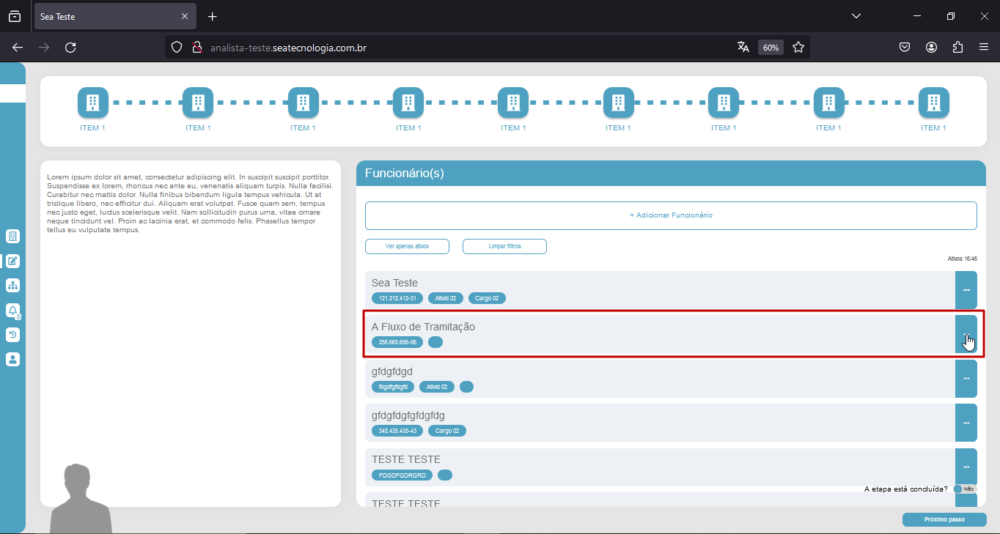 Sea Teste
analista-teste.seatecnologia.com.br
60%
ITEM 1
ITEM 1
ITEM 1
ITEM 1
ITEM 1
ITEM 1
ITEM 1
ITEM 1
ITEM 1
Lorem ipsum dolor sit amet, consectetur adipiscing elit. In suscipit suscipit porttitor.
Suspendisse ex lorem, rhoncus nec ante eu, venenatis aliquam turpis. Nulla facilisi.
Curabitur nec mattis dolor. Nulla finibus bibendum ligula tempus vehicula. Ut at
tristique libero, nec efficitur dui. Aliquam erat volutpat. Fusce quam sem, tempus
nec justo eget, luctus scelerisque velit. Nam sollicitudin purus urna, vitae ornare
neque tincidunt vel. Proin ac lacinia erat, et commodo felis. Phasellus tempor
tellus eu vulputate tempus.
Funcionário(s)
+ Adicionar Funcionário
Ver apenas ativos
Limpar filtros
Ativos 16/46
Sea Teste
121.212.412-31
Ativid 02
Cargo 02
A Fluxo de Tramitação
256.665.656-56
gfdgfdgd
fdgdfgfdgfd
Ativid 02
gfdgfdgfgfdgfdg
345.435.435-43
Cargo 02
TESTE TESTE
FDGDFGDRGRD
A etapa está concluída?
Não
TESTE TESTE
Próximo passo